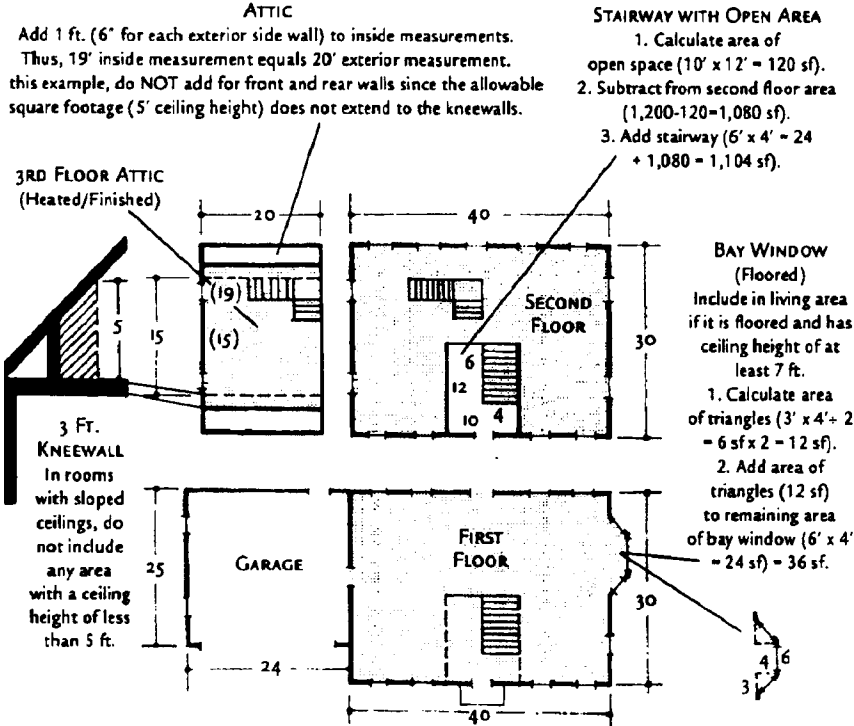 ATTIC
Add 1 ft. (6" for each exterior side wall) to inside measurements.
Thus, 19' inside measurement equals 20' exterior measurement.
this example, do NOT add for front and rear walls since the allowable
square footage (5' ceiling height) does not extend to the kneewalls.
STAIRWAY WITH OPEN AREA
1. Calculate area of
open space (10' x 12' = 120 sf).
2. Subtract from second floor area
(1,200-120=1,080 sf).
3. Add stairway (6' x 4' = 24
+ 1,080 = 1,104 sf).
3RD FLOOR ATTIC
(Heated/Finished)
20
40
(19)
(15)
5
15
SECOND
FLOOR
6
12
10
4
30
BAY WINDOW
(Floored)
Include in living area
if it is floored and has
ceiling height of at
least 7 ft.
1. Calculate area
of triangles (3' x 4'÷ 2
= 6 sf x 2 = 12 sf).
2. Add area of
triangles (12 sf)
to remaining area
of bay window (6' x 4'
= 24 sf) = 36 sf.
3 FT.
KNEEWALL
In rooms
with sloped
ceilings, do
not include
any area
with a ceiling
height of less
than 5 ft.
25
GARAGE
24
FIRST
FLOOR
30
40
4
6
3